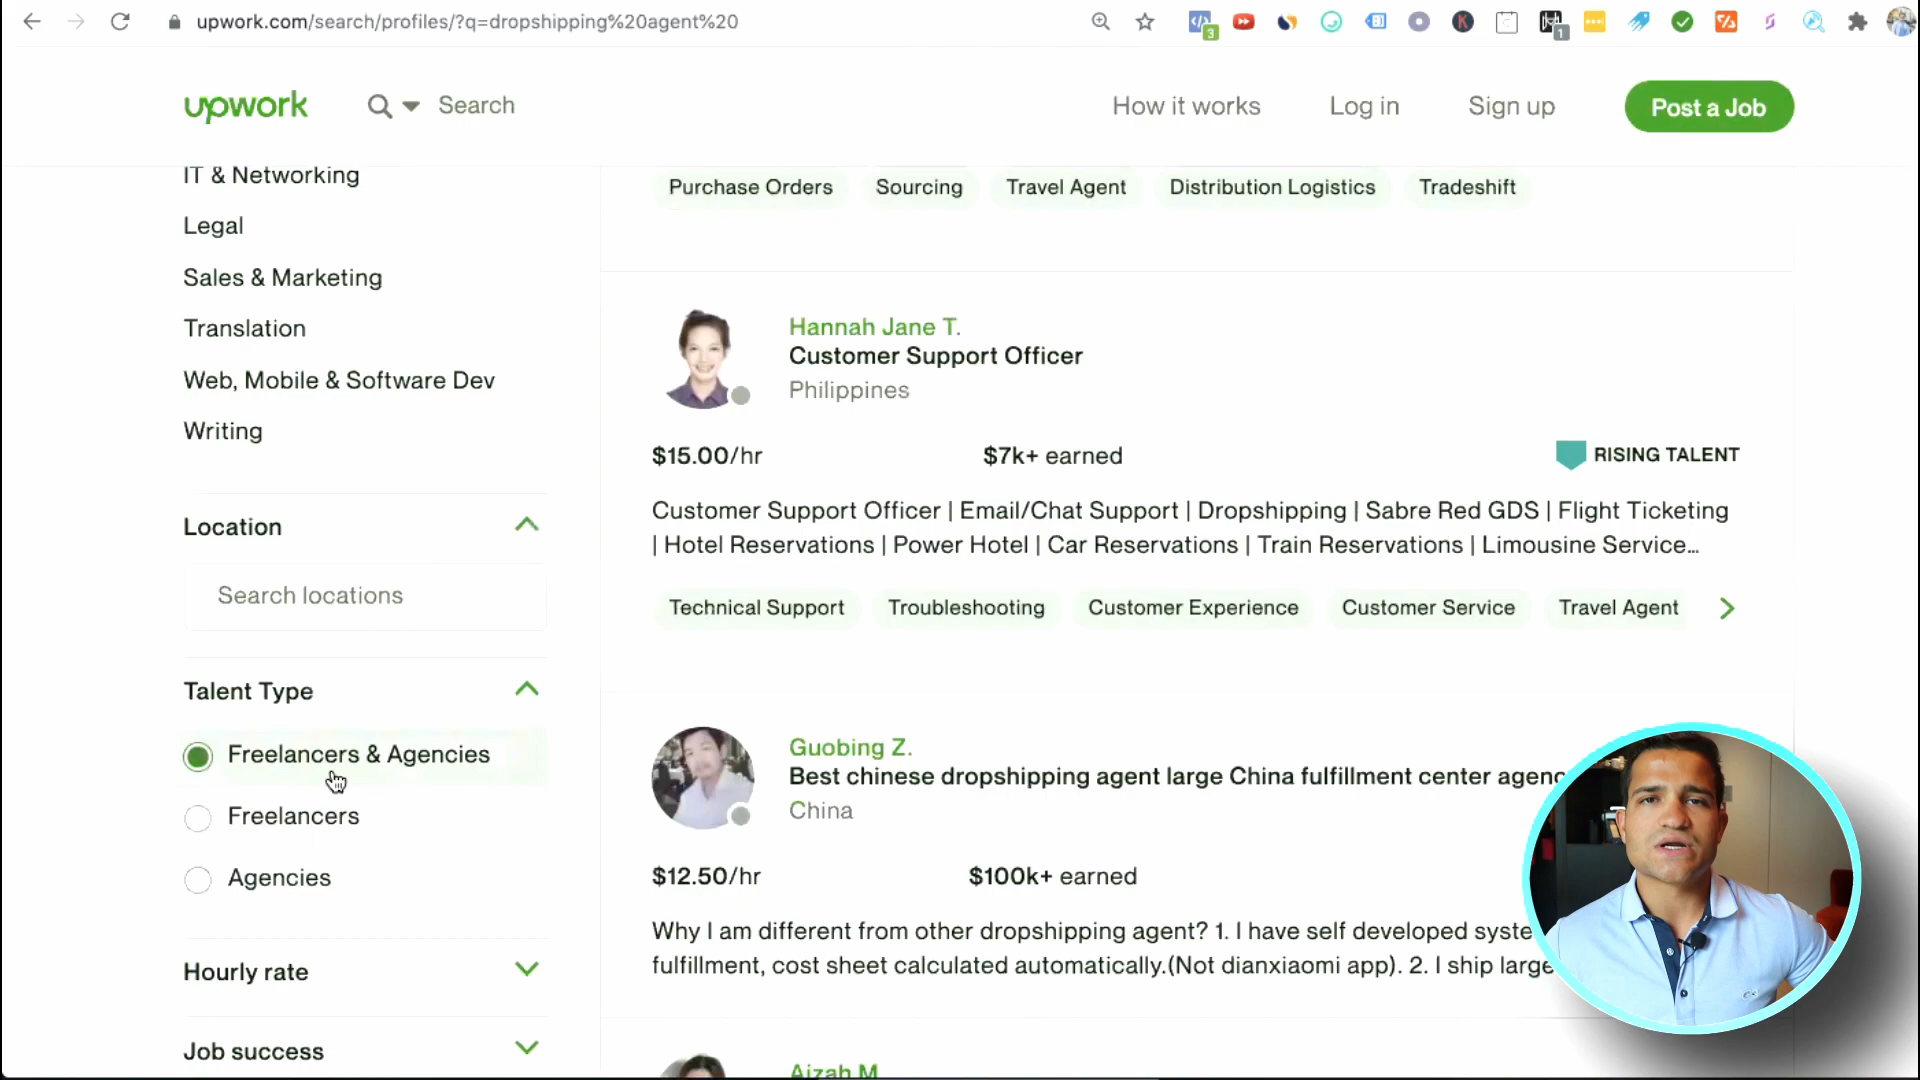 upwork.com/search/profiles/?q=dropshipping%20agent%20
3
1
upwork
Search
How it works
Log in
Sign up
Post a Job
IT & Networking
Legal
Sales & Marketing
Translation
Web, Mobile & Software Dev
Writing
Location
Search locations
Talent Type
Freelancers & Agencies
Freelancers
Agencies
Hourly rate
Job success
Purchase Orders
Sourcing
Travel Agent
Distribution Logistics
Tradeshift
Hannah Jane T.
Customer Support Officer
Philippines
$15.00/hr
$7k+ earned
RISING TALENT
Customer Support Officer | Email/Chat Support | Dropshipping | Sabre Red GDS | Flight Ticketing
| Hotel Reservations | Power Hotel | Car Reservations | Train Reservations | Limousine Service...
Technical Support
Troubleshooting
Customer Experience
Customer Service
Travel Agent
Guobing Z.
Best chinese dropshipping agent large China fulfillment center agenc
China
$12.50/hr
$100k+ earned
Why I am different from other dropshipping agent? 1. I have self developed syste
fulfillment, cost sheet calculated automatically.(Not dianxiaomi app). 2. I ship large
Aizah M